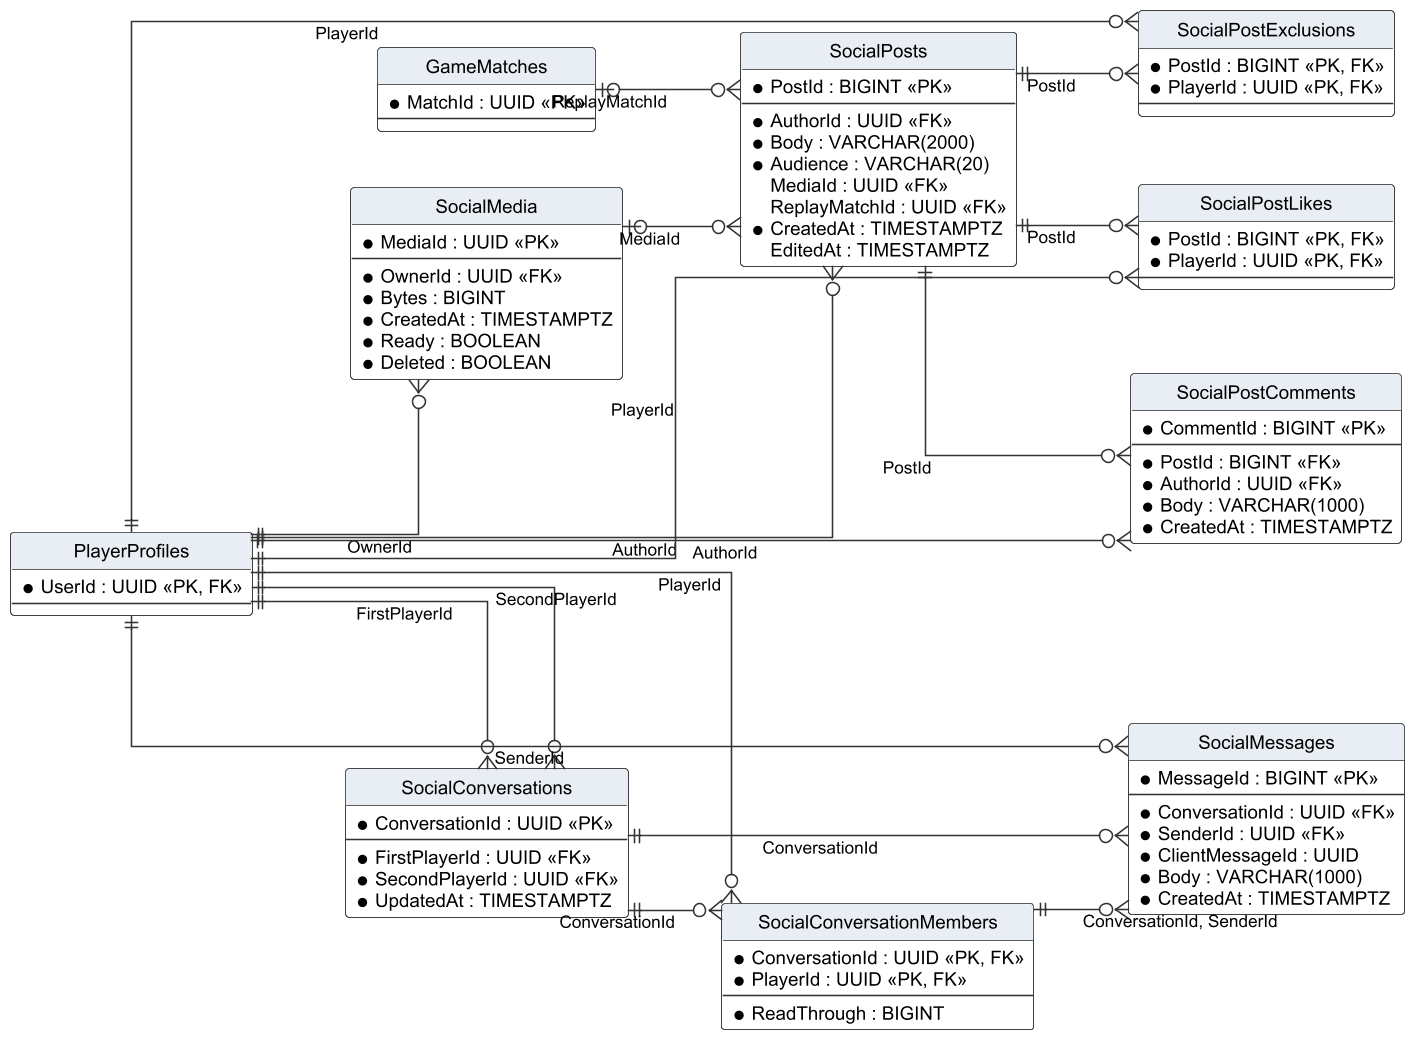 PlayerId
SocialPostExclusions
● PostId : BIGINT «PK, FK»
● PlayerId : UUID «PK, FK»
GameMatches
● MatchId : UUID «PK»
ReplayMatchId
SocialPosts
● PostId : BIGINT «PK»
● AuthorId : UUID «FK»
● Body : VARCHAR(2000)
● Audience : VARCHAR(20)
MediaId : UUID «FK»
ReplayMatchId : UUID «FK»
● CreatedAt : TIMESTAMPTZ
EditedAt : TIMESTAMPTZ
PostId
SocialPostLikes
● PostId : BIGINT «PK, FK»
● PlayerId : UUID «PK, FK»
PostId
SocialMedia
● MediaId : UUID «PK»
● OwnerId : UUID «FK»
● Bytes : BIGINT
● CreatedAt : TIMESTAMPTZ
● Ready : BOOLEAN
● Deleted : BOOLEAN
MediaId
PlayerId
PostId
SocialPostComments
● CommentId : BIGINT «PK»
● PostId : BIGINT «FK»
● AuthorId : UUID «FK»
● Body : VARCHAR(1000)
● CreatedAt : TIMESTAMPTZ
PlayerProfiles
● UserId : UUID «PK, FK»
OwnerId
AuthorId
AuthorId
PlayerId
SecondPlayerId
FirstPlayerId
SenderId
SocialConversations
● ConversationId : UUID «PK»
● FirstPlayerId : UUID «FK»
● SecondPlayerId : UUID «FK»
● UpdatedAt : TIMESTAMPTZ
ConversationId
ConversationId
SocialMessages
● MessageId : BIGINT «PK»
● ConversationId : UUID «FK»
● SenderId : UUID «FK»
● ClientMessageId : UUID
● Body : VARCHAR(1000)
● CreatedAt : TIMESTAMPTZ
ConversationId, SenderId
SocialConversationMembers
● ConversationId : UUID «PK, FK»
● PlayerId : UUID «PK, FK»
● ReadThrough : BIGINT